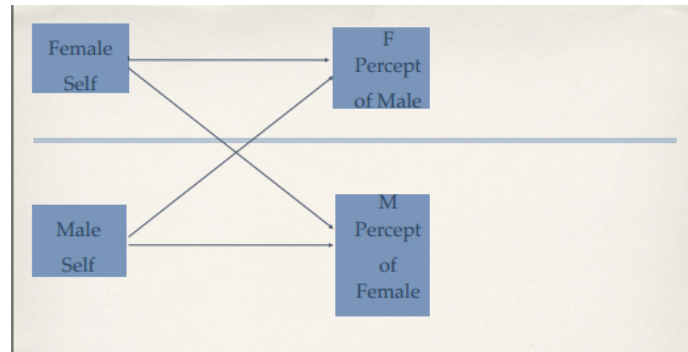 Female
Self
F
Percept
of Male
Male
Self
M
Percept
of
Female